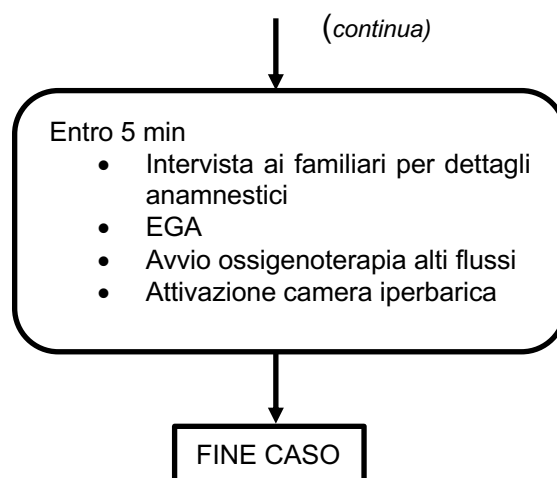 (continua)
Entro 5 min
• Intervista ai familiari per dettagli
anamnestici
• EGA
• Avvio ossigenoterapia alti flussi
• Attivazione camera iperbarica
FINE CASO